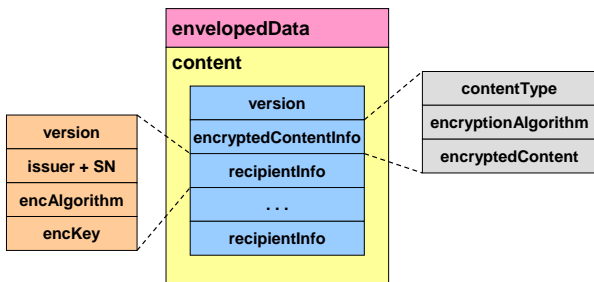 envelopedData
content
version
encryptedContentInfo
recipientInfo
. . .
recipientInfo
version
issuer + SN
encAlgorithm
encKey
contentType
encryptionAlgorithm
encryptedContent